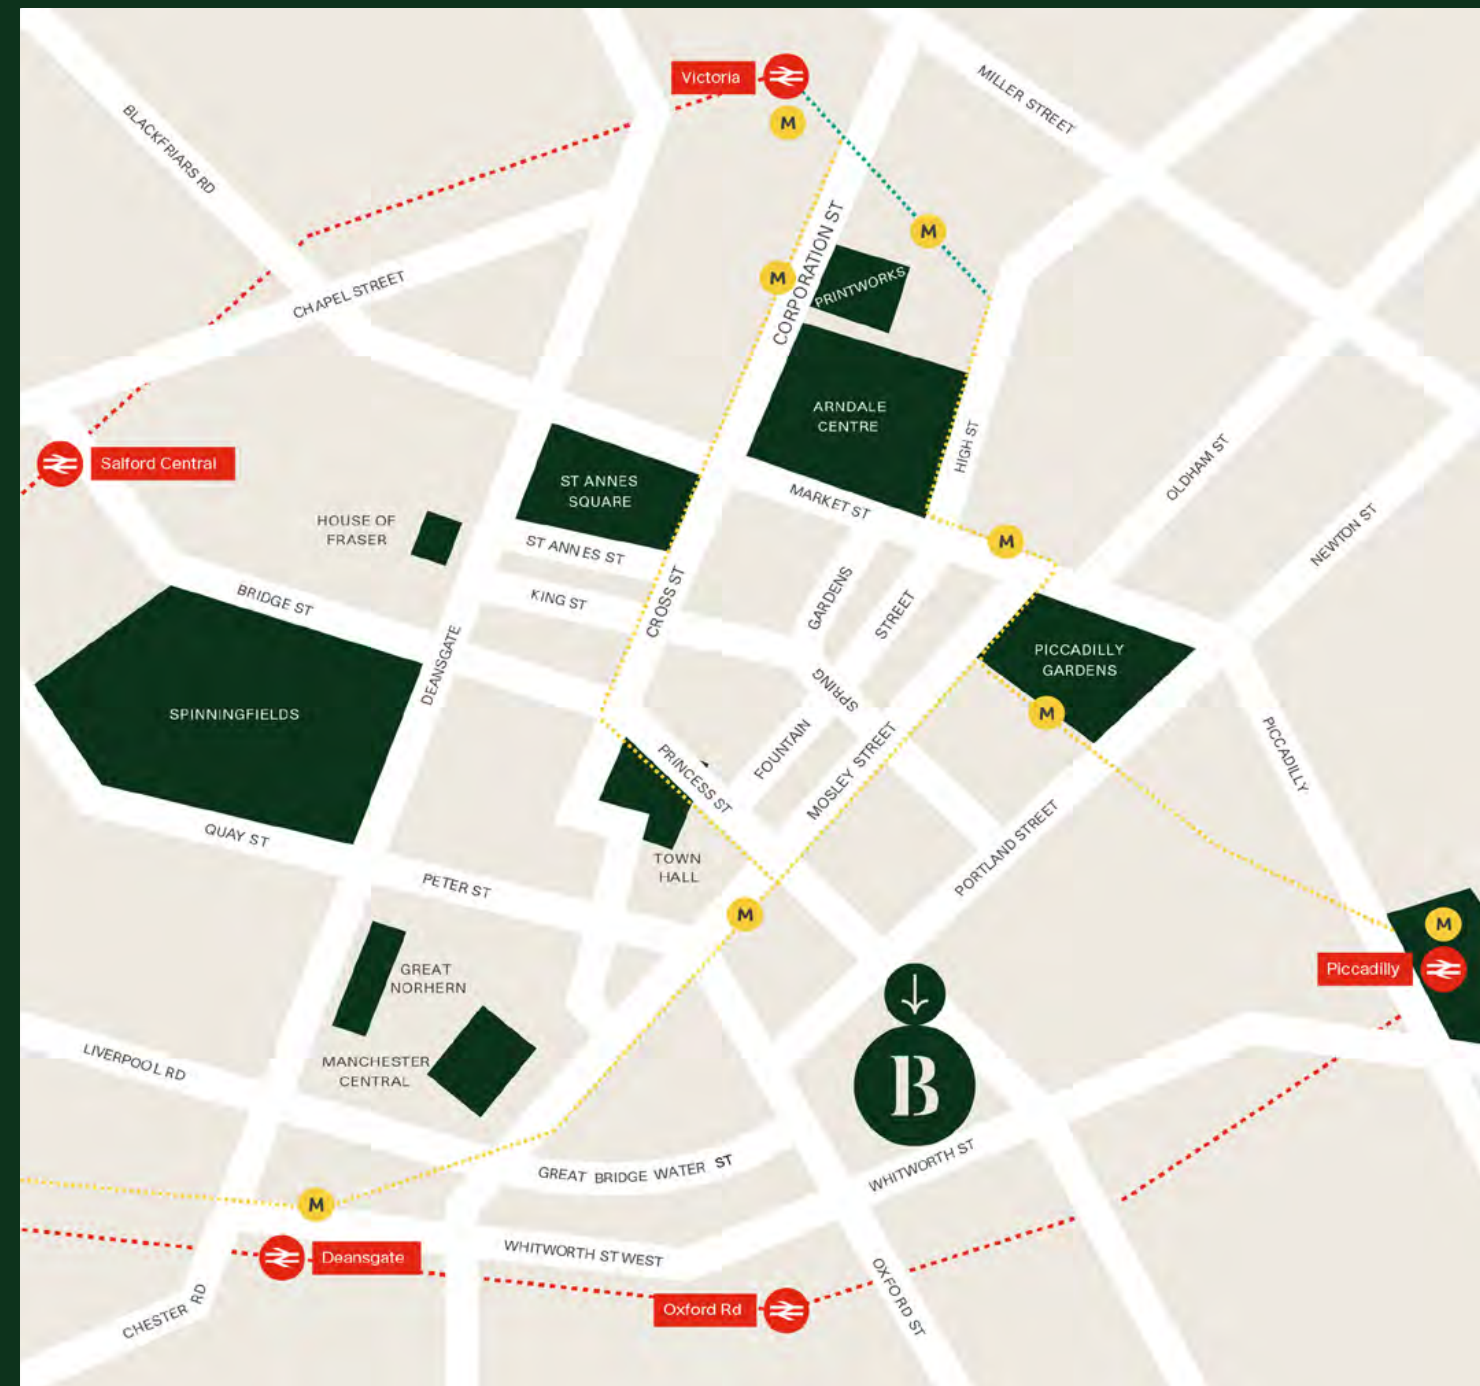 Victoria
MILLER STREET
M
BLACKFRIARS RD
M
CORPORATION ST
M
PRINTWORKS
CHAPEL STREET
ARNDALE
CENTRE
HIGH ST
OLDHAM ST
Salford Central
ST ANNES
SQUARE
MARKET ST
HOUSE OF
FRASER
ST ANNES ST
M
NEWTON ST
BRIDGE ST
KING ST
CROSS ST
GARDENS
STREET
PICCADILLY
GARDENS
DEANSGATE
SPRING
SPINNINGFIELDS
M
FOUNTAIN
MOSLEY STREET
PRINCESS ST
PICCADILLY
QUAY ST
TOWN
HALL
PORTLAND STREET
PETER ST
M
M
Piccadilly
GREAT
NORHERN
MANCHESTER
CENTRAL
LIVERPOOL RD
B
GREAT BRIDGE WATER ST
WHITWORTH ST
M
Deansgate
WHITWORTH ST WEST
OXFORD ST
Oxford Rd
CHESTER RD